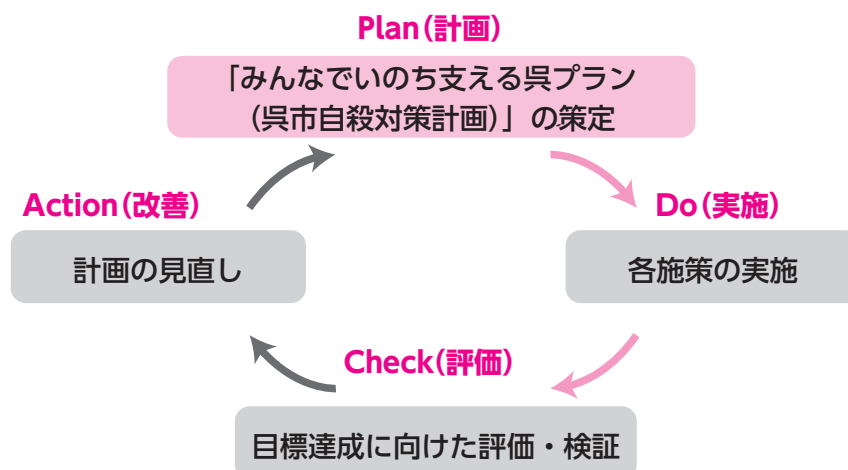 Plan(計画)
「みんなでいのち支える呉プラン
(呉市自殺対策計画)」の策定
Action(改善)
Do(実施)
計画の見直し
各施策の実施
Check(評価)
目標達成に向けた評価・検証